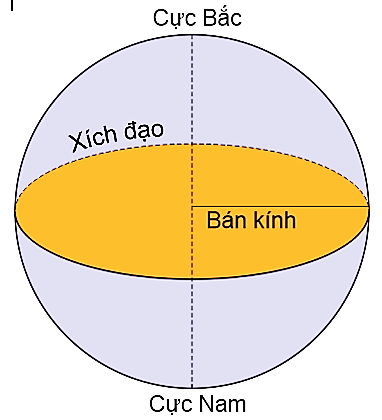 Cực Bắc
Xích đạo
Bán kính
Cực Nam